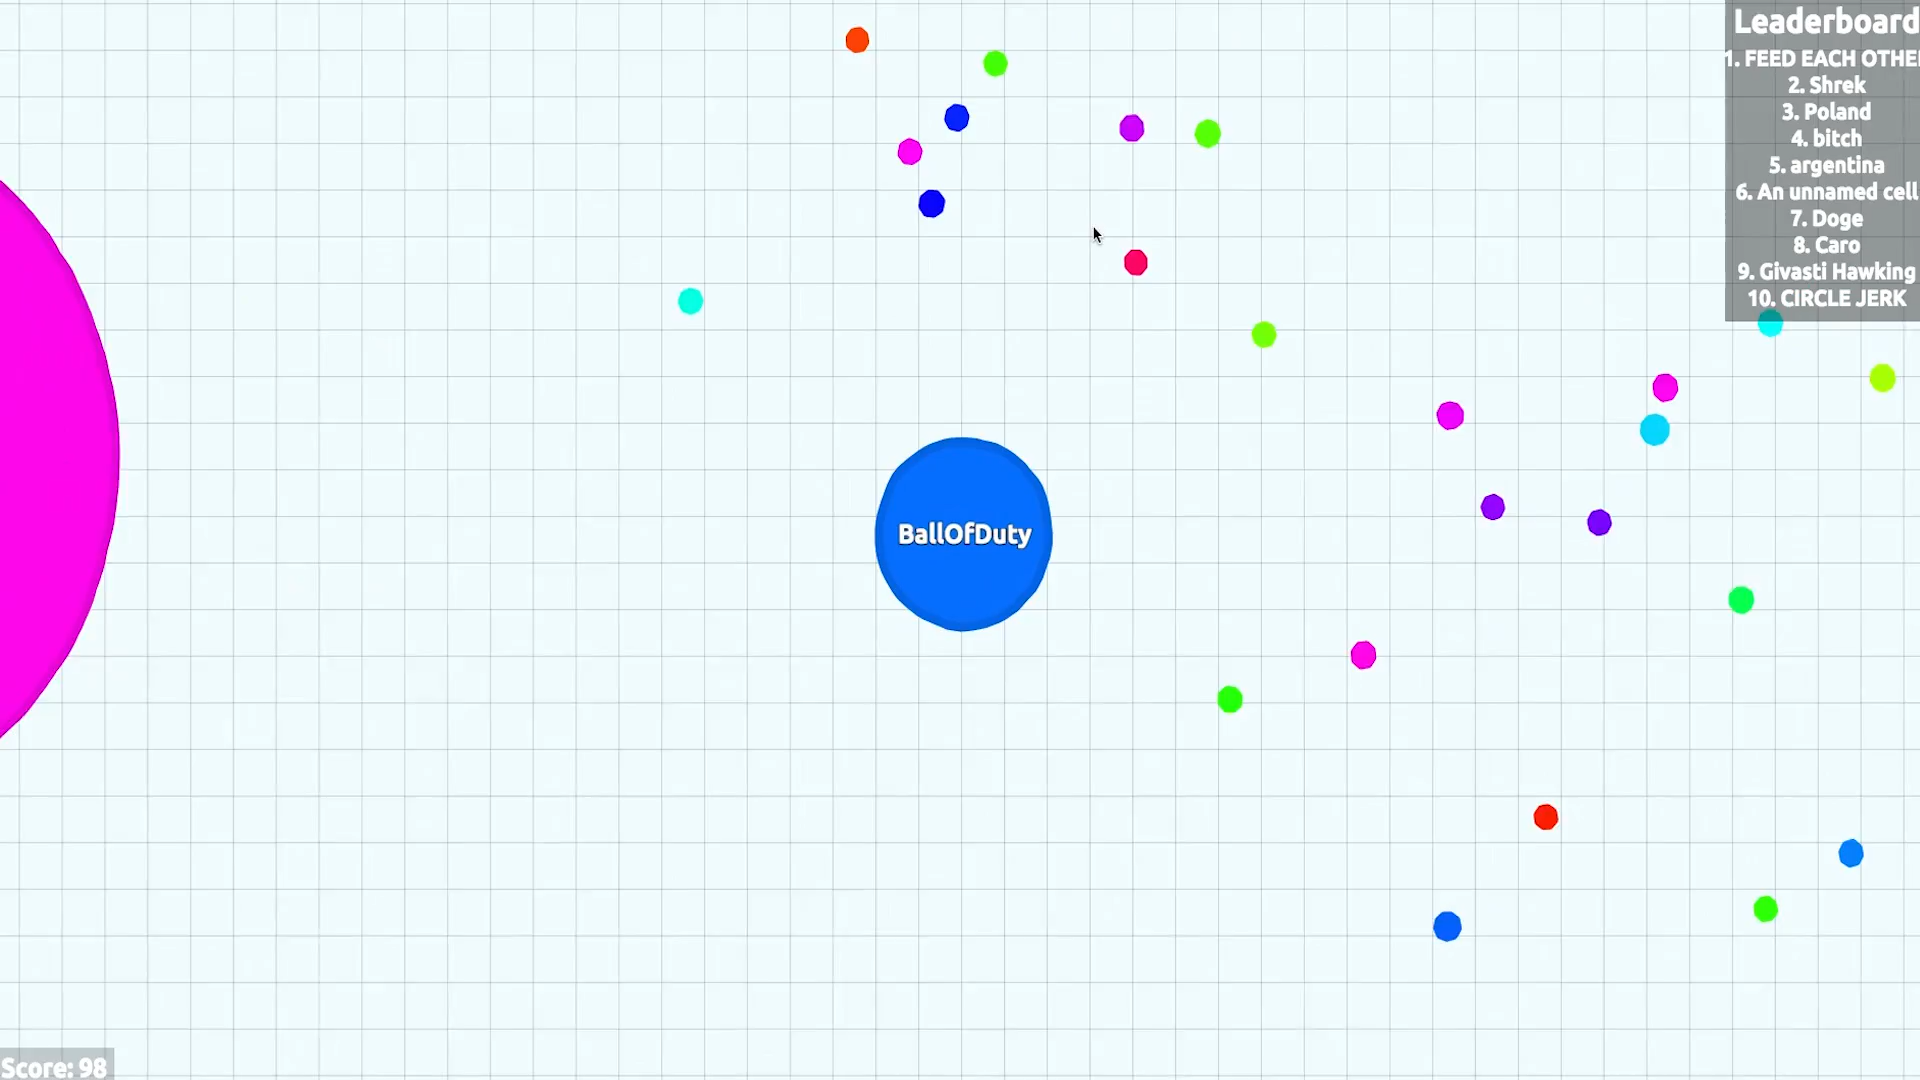 Leaderboard
1. FEED EACH OTHE
2. Shrek
3. Poland
4. bitch
5. argentina
6. An unnamed cell
7. Doge
8. Caro
9. Givasti Hawking
10. CIRCLE JERK
BallOfDuty
Score: 98